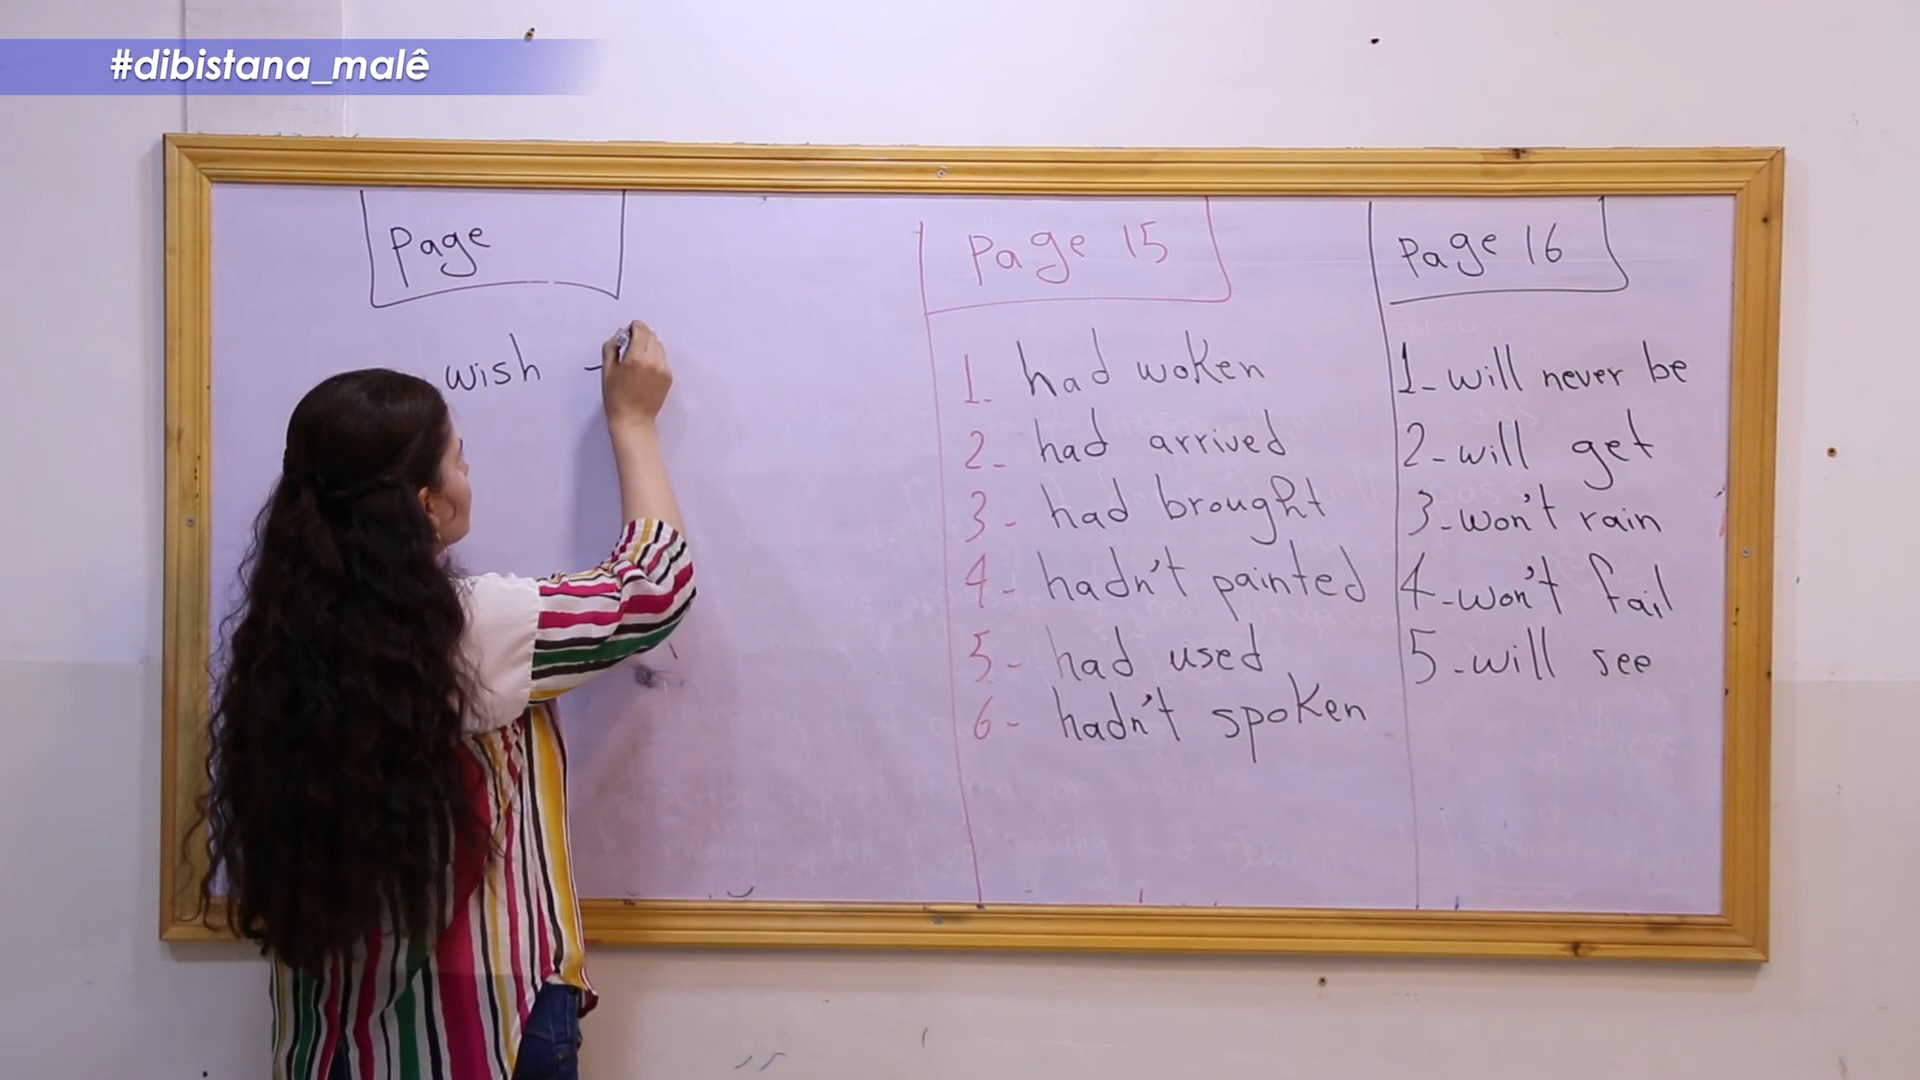 #dibistana_malê
Page
wish -
Page 15
1- had woken
2- had arrived
3- had brought
4- hadn't painted
5- had used
6- hadn't spoken
Page 16
1- will never be
2- will get
3- won't rain
4- won't fail
5- will see